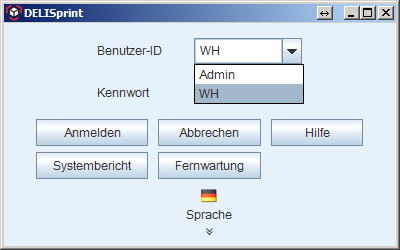 DELISprint
Benutzer-ID WH
Admin
Kennwort WH
Anmelden Abbrechen Hilfe
Systembericht Fernwartung
Sprache